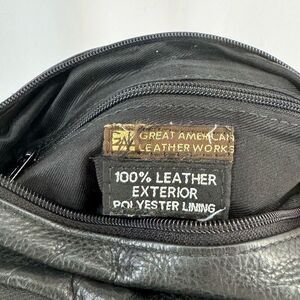 GREAT AMERICAN
LEATHER WORKS
100% LEATHER
EXTERIOR
POLYESTER LINING